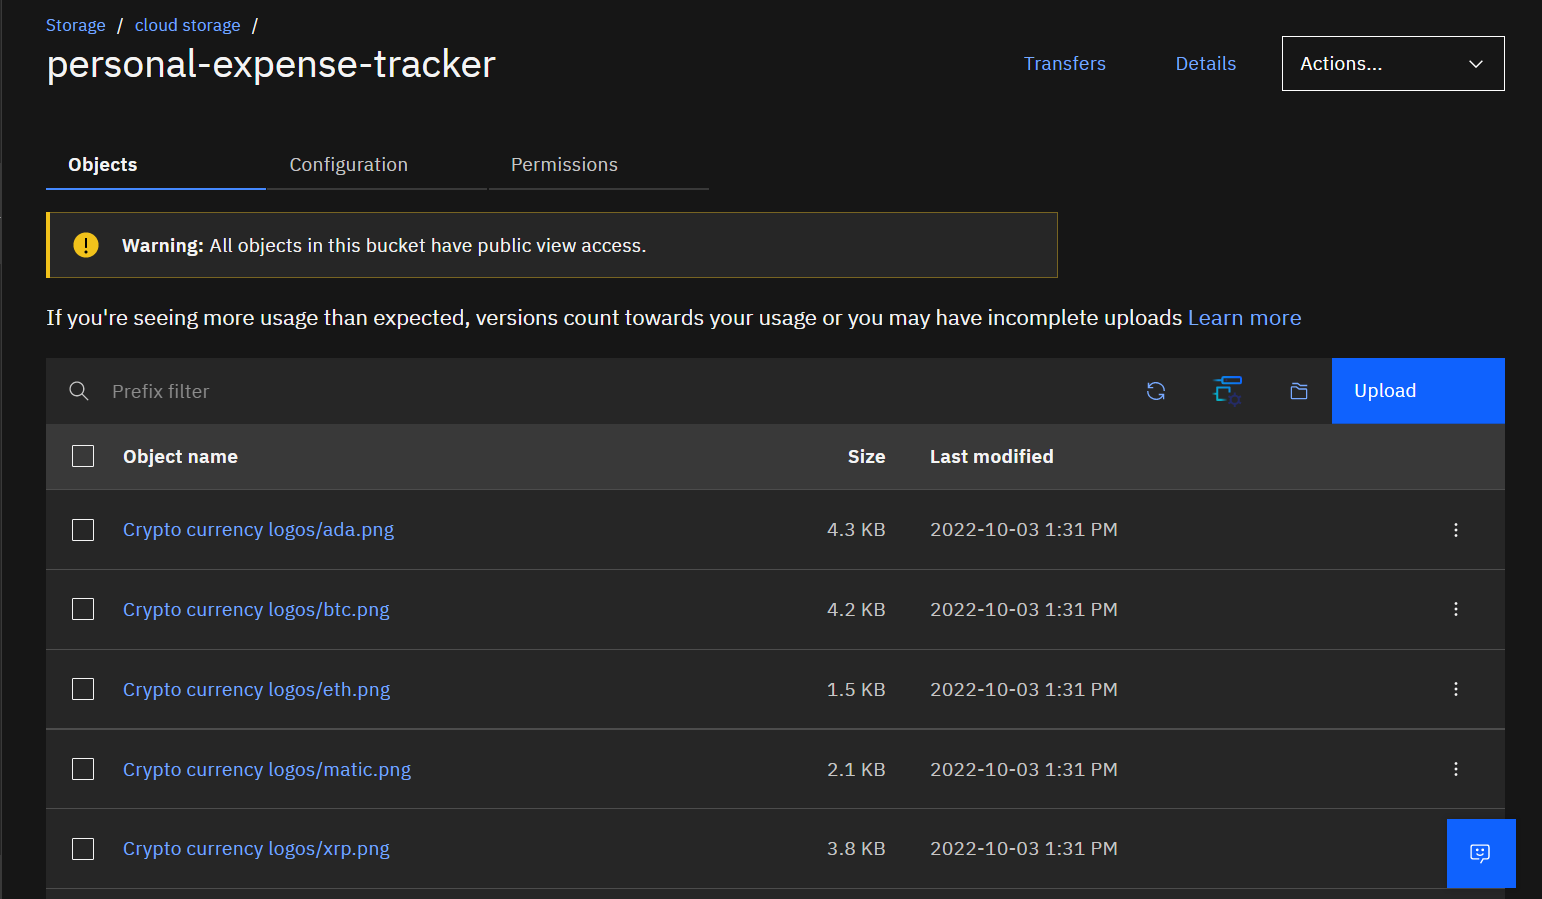 Storage / cloud storage /
personal-expense-tracker
Transfers Details Actions...
Objects Configuration Permissions
Warning: All objects in this bucket have public view access.
If you're seeing more usage than expected, versions count towards your usage or you may have incomplete uploads Learn more
Prefix filter Upload
Object name Size Last modified
Crypto currency logos/ada.png 4.3 KB 2022-10-03 1:31 PM
Crypto currency logos/btc.png 4.2 KB 2022-10-03 1:31 PM
Crypto currency logos/eth.png 1.5 KB 2022-10-03 1:31 PM
Crypto currency logos/matic.png 2.1 KB 2022-10-03 1:31 PM
Crypto currency logos/xrp.png 3.8 KB 2022-10-03 1:31 PM